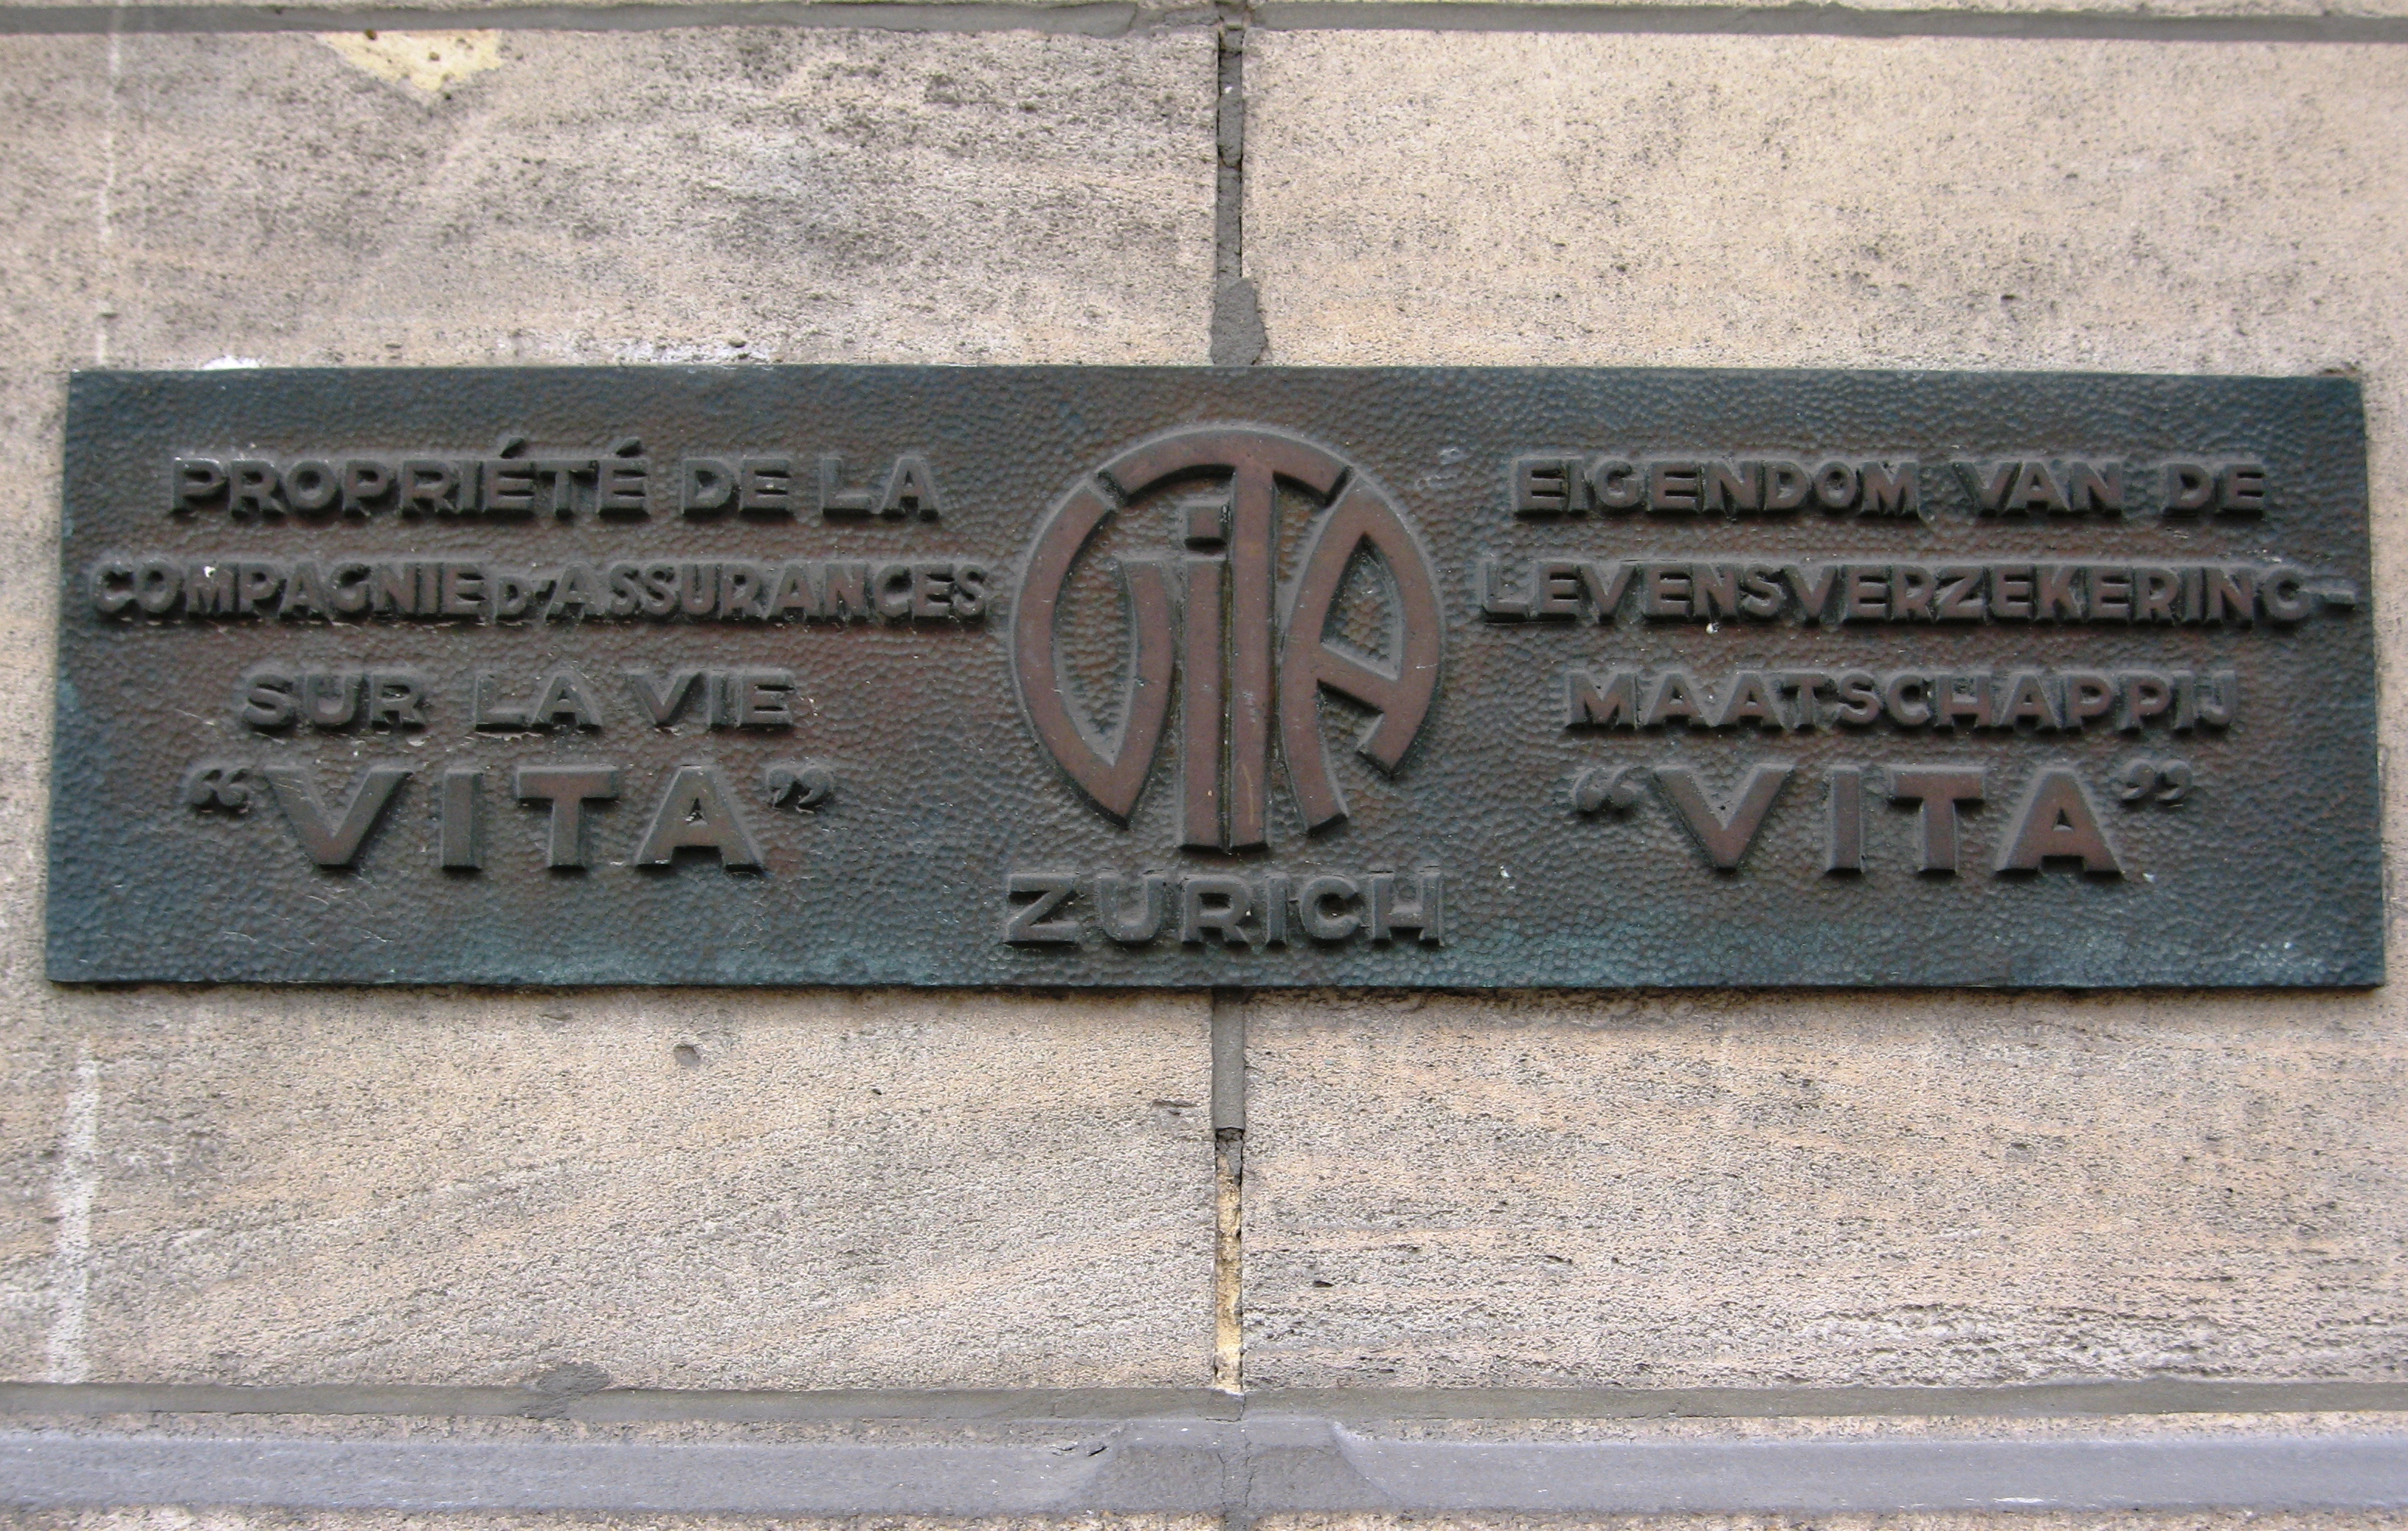 PROPRIÉTÉ DE LA
COMPAGNIE D'ASSURANCES
SUR LA VIE
“VITA”
ViTA
ZURICH
EIGENDOM VAN DE
LEVENSVERZEKERING-
MAATSCHAPPIJ
“VITA”